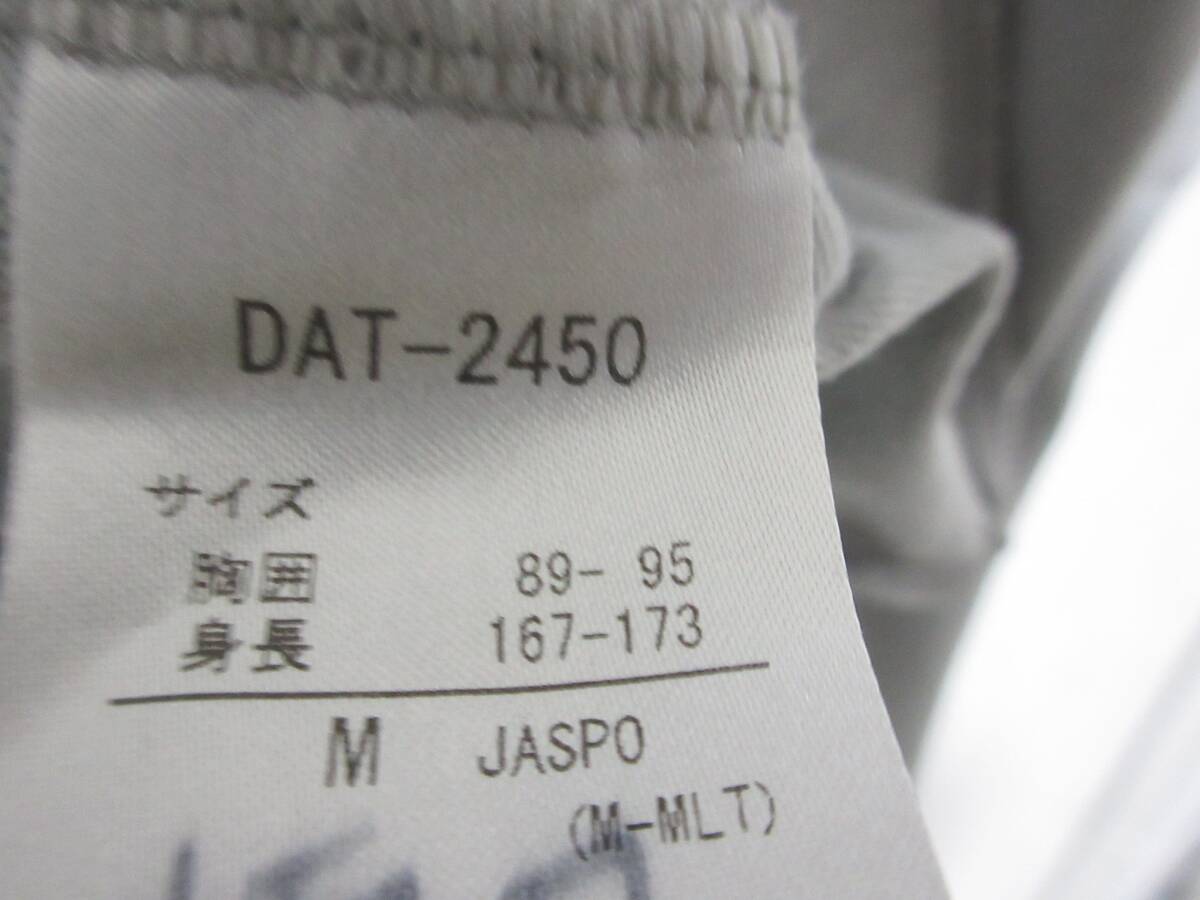 DAT-2450
サイズ
胸囲 89- 95
身長 167-173
M JASPO
(M-MLT)